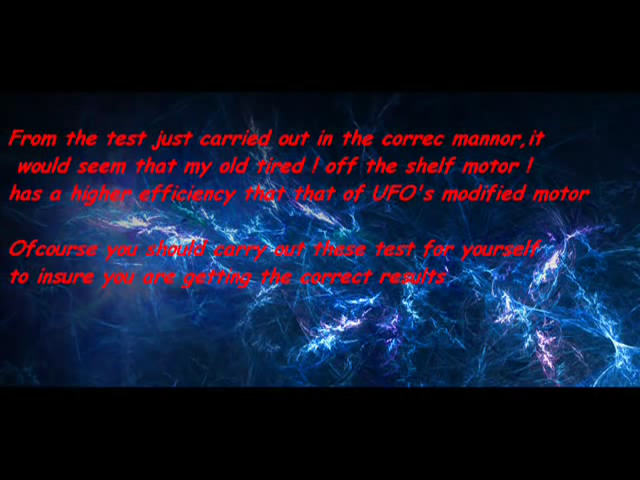 From the test just carried out in the correc mannor,it
would seem that my old tired ! off the shelf motor !
has a higher efficiency that that of UFO's modified motor
Ofcourse you should carry out these test for yourself
to insure you are getting the correct results